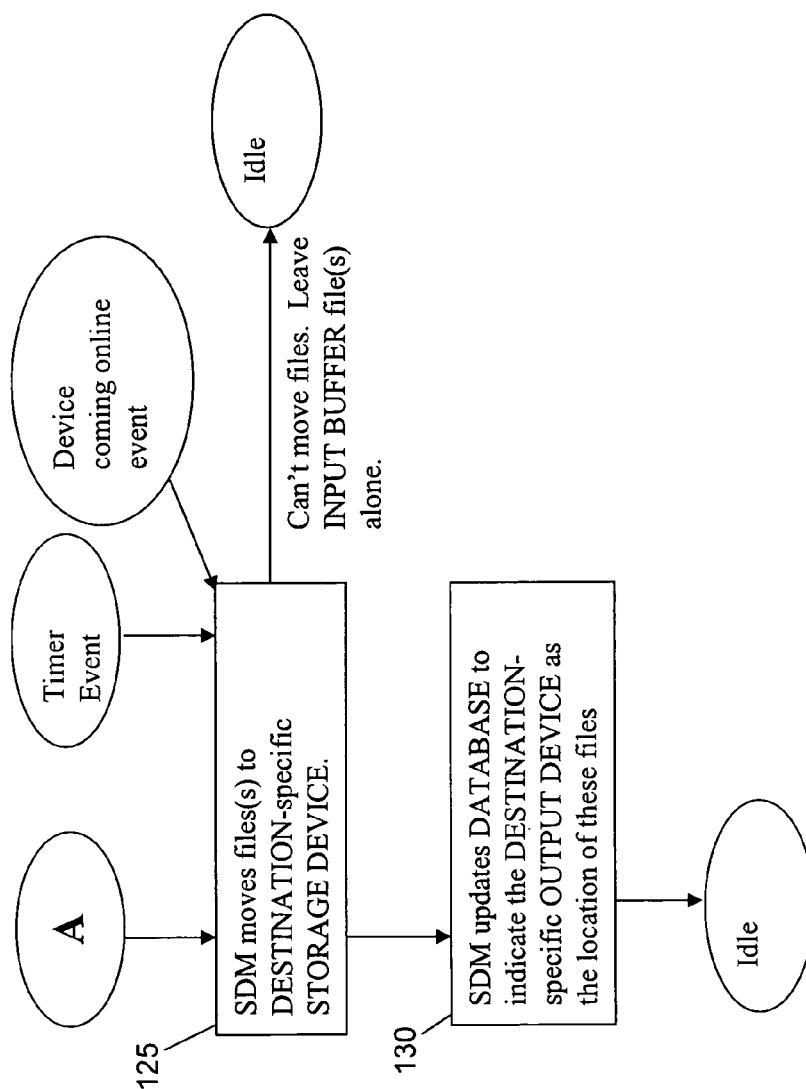 A
Timer
Event
Device
coming online
event
125
SDM moves files(s) to
DESTINATION-specific
STORAGE DEVICE.
Can't move files. Leave
INPUT BUFFER file(s)
alone.
Idle
130
SDM updates DATABASE to
indicate the DESTINATION-
specific OUTPUT DEVICE as
the location of these files
Idle